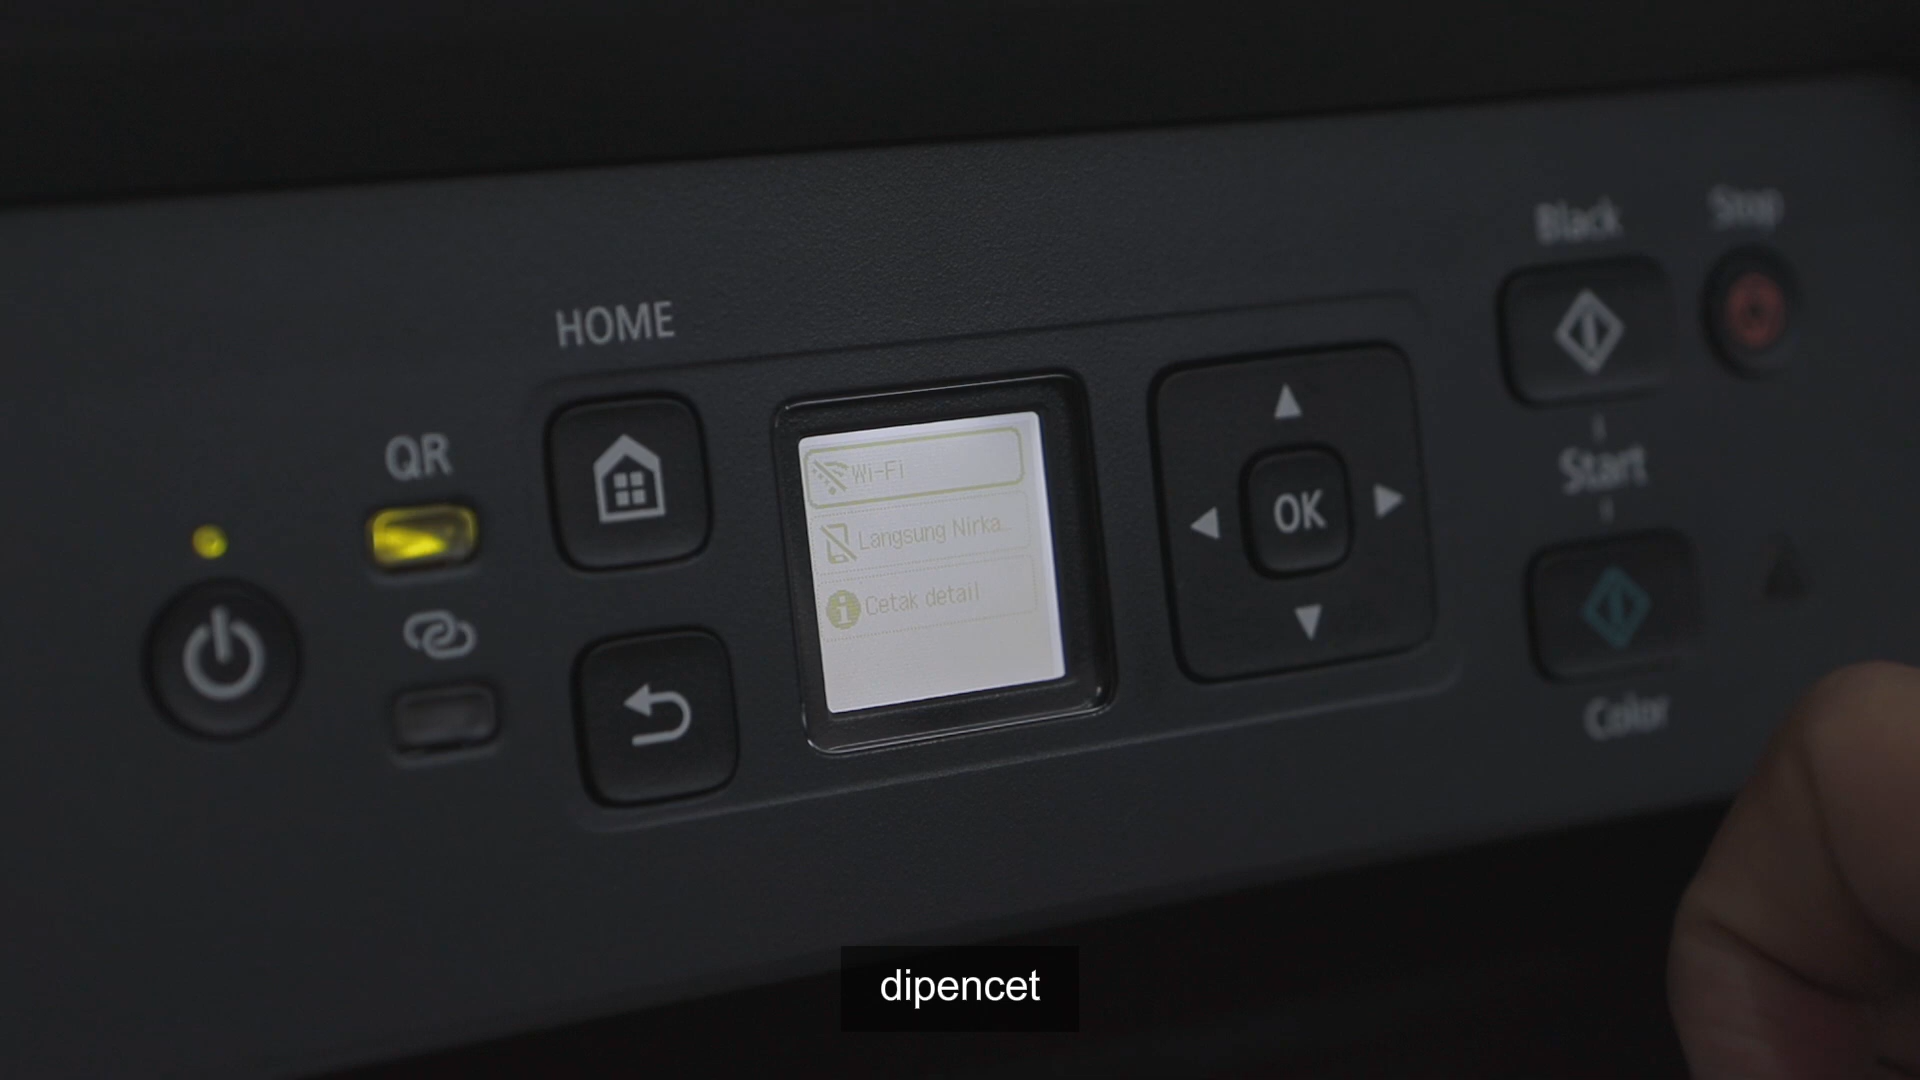 Black
Stop
HOME
QR
Wi-Fi
Langsung Nirka...
Cetak detail
OK
Start
Color
dipencet